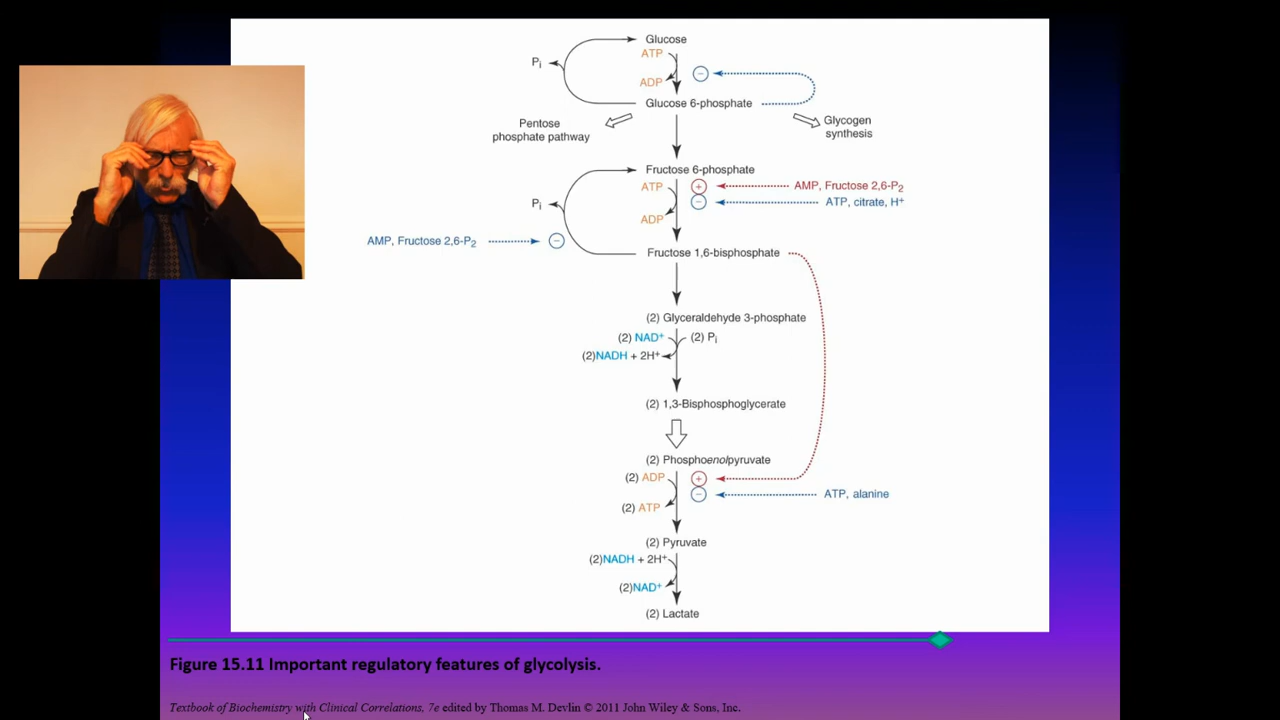 Glucose
ATP
Pi
ADP
−
Glucose 6-phosphate
Pentose
phosphate pathway
Glycogen
synthesis
Fructose 6-phosphate
ATP
+
AMP, Fructose 2,6-P2
−
ATP, citrate, H+
Pi
ADP
AMP, Fructose 2,6-P2
−
Fructose 1,6-bisphosphate
(2) Glyceraldehyde 3-phosphate
(2) NAD+
(2) Pi
(2)NADH + 2H+
(2) 1,3-Bisphosphoglycerate
(2) Phosphoenolpyruvate
(2) ADP
+
−
ATP, alanine
(2) ATP
(2) Pyruvate
(2)NADH + 2H+
(2)NAD+
(2) Lactate
Figure 15.11 Important regulatory features of glycolysis.
Textbook of Biochemistry with Clinical Correlations, 7e edited by Thomas M. Devlin © 2011 John Wiley & Sons, Inc.